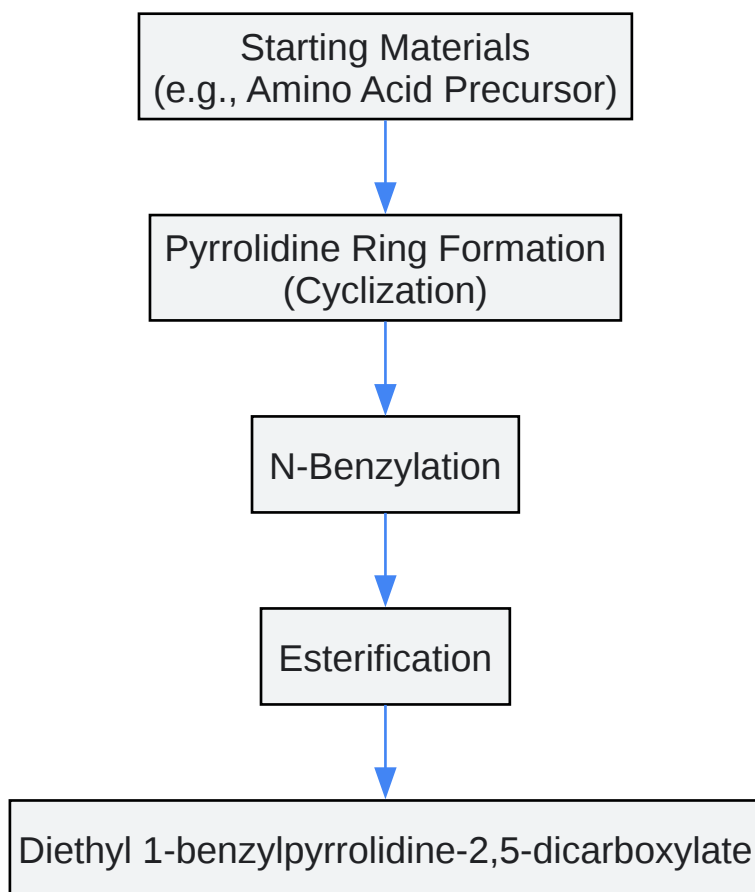 Starting Materials
(e.g., Amino Acid Precursor)
Pyrrolidine Ring Formation
(Cyclization)
N-Benzylation
Esterification
Diethyl 1-benzylpyrrolidine-2,5-dicarboxylate